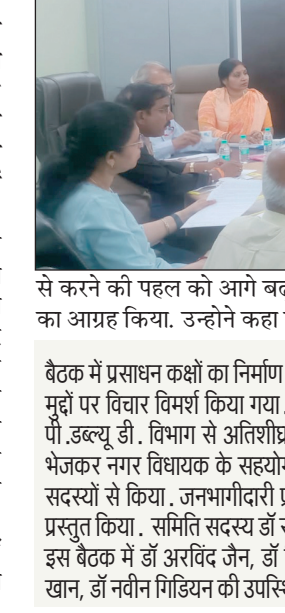 से करने की पहल को आगे बढ
का आग्रह किया. उन्होने कहा
बैठक में प्रसाधन कक्षों का निर्माण
मुद्दों पर विचार विमर्श किया गया.
पी.डब्ल्यू डी. विभाग से अतिशीघ्र
भेजकर नगर विधायक के सहयो
सदस्यों से किया. जनभागीदारी
प्रस्तुत किया. समिति सदस्य डॉ
इस बैठक में डॉ अरविंद जैन, डॉ
खान, डॉ नवीन गिडियन की उपस्थि